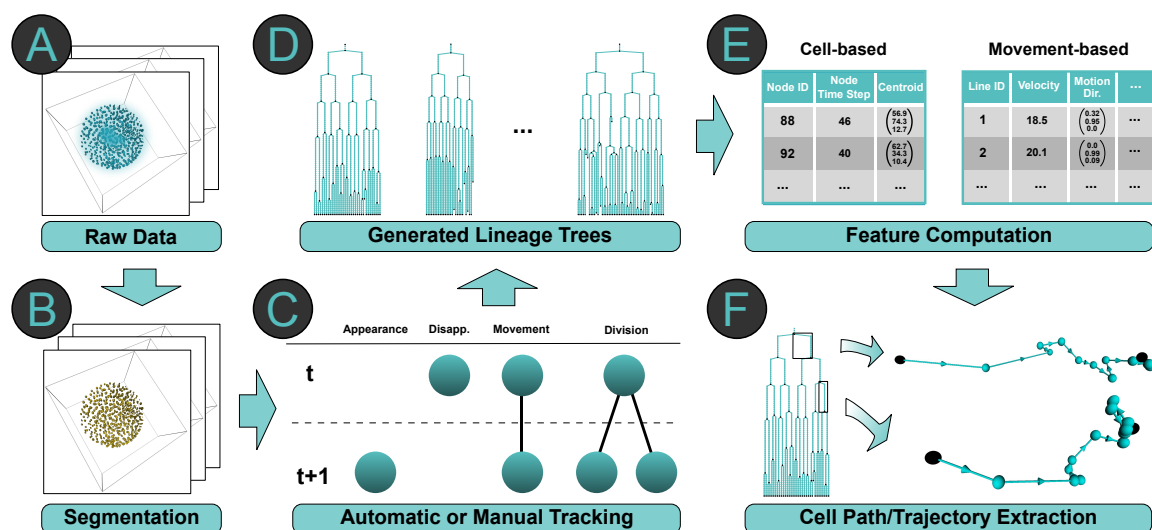 A
Raw Data
B
Segmentation
C
Appearance Disapp. Movement Division
t
t+1
Automatic or Manual Tracking
D
...
Generated Lineage Trees
E
Cell-based
Node ID Node Time Step Centroid
88 46 (56.9 74.3 12.7)
92 40 (62.7 34.3 10.4)
... ... ...
Movement-based
Line ID Velocity Motion Dir. ...
1 18.5 (0.32 0.95 0.0) ...
2 20.1 (0.0 0.99 0.09) ...
... ... ... ...
Feature Computation
F
Cell Path/Trajectory Extraction